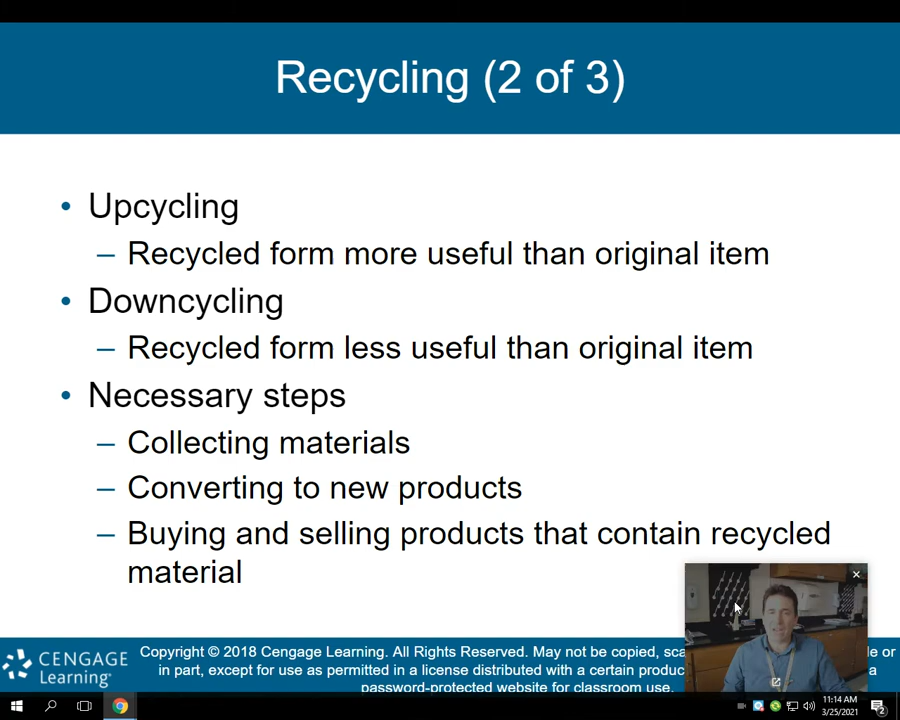 Recycling (2 of 3)
• Upcycling
– Recycled form more useful than original item
• Downcycling
– Recycled form less useful than original item
• Necessary steps
– Collecting materials
– Converting to new products
– Buying and selling products that contain recycled
material
CENGAGE
Learning
Copyright © 2018 Cengage Learning. All Rights Reserved. May not be copied, le or
in part, except for use as permitted in a license distributed with a certain a
password-protected website for classroom use.
11:14 AM
3/25/2021
2